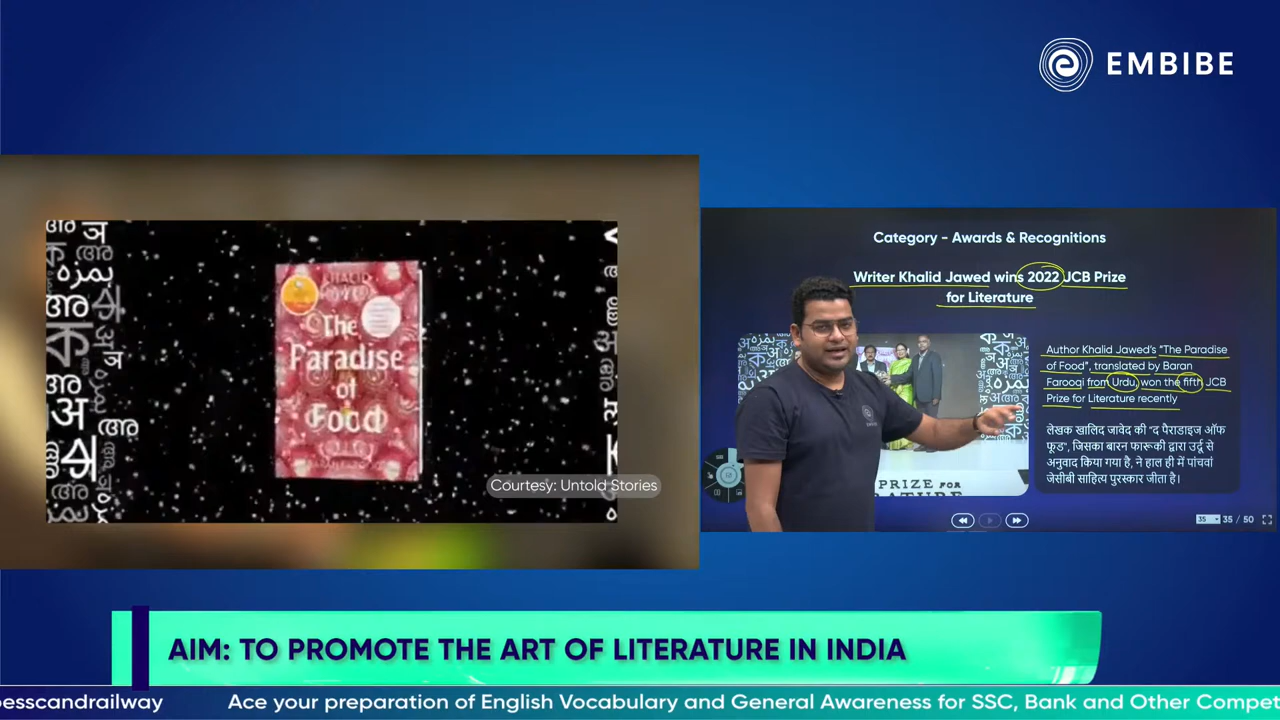 EMBIBE
The
Paradise
of
Food
Courtesy: Untold Stories
Category - Awards & Recognitions
Writer Khalid Jawed wins 2022 JCB Prize
for Literature
Author Khalid Jawed's "The Paradise
of Food", translated by Baran
Farooqi from Urdu, won the fifth JCB
Prize for Literature recently
लेखक खालिद जावेद की "द पैराडाइज ऑफ
फूड", जिसका बारन फारूकी द्वारा उर्दू से
अनुवाद किया गया है, ने हाल ही में पांचवां
जेसीबी साहित्य पुरस्कार जीता है।
PRIZE FOR
35
35 / 50
AIM: TO PROMOTE THE ART OF LITERATURE IN INDIA
esscandrailway Ace your preparation of English Vocabulary and General Awareness for SSC, Bank and Other Compet